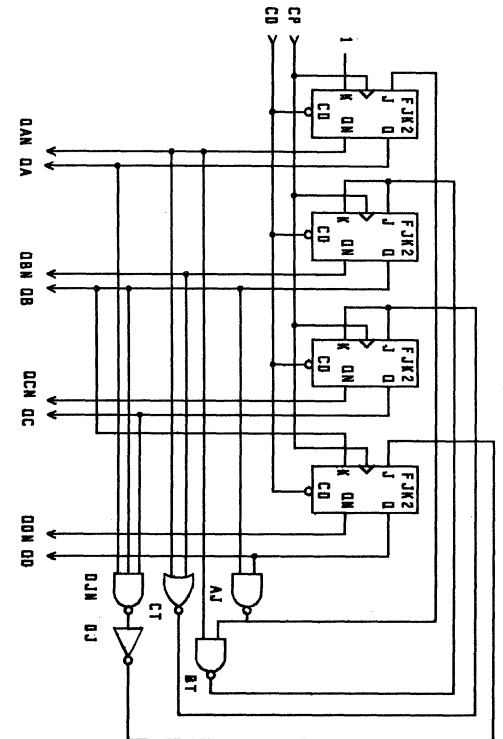 CD
CP
1
FJK2
J
Q
K
QN
CD
QAN QA
FJK2
J
Q
K
QN
CD
QBN QB
FJK2
J
Q
K
QN
CD
QCN QC
FJK2
J
Q
K
QN
CD
QDN QD
AJ
BT
CT
DJN
DJ